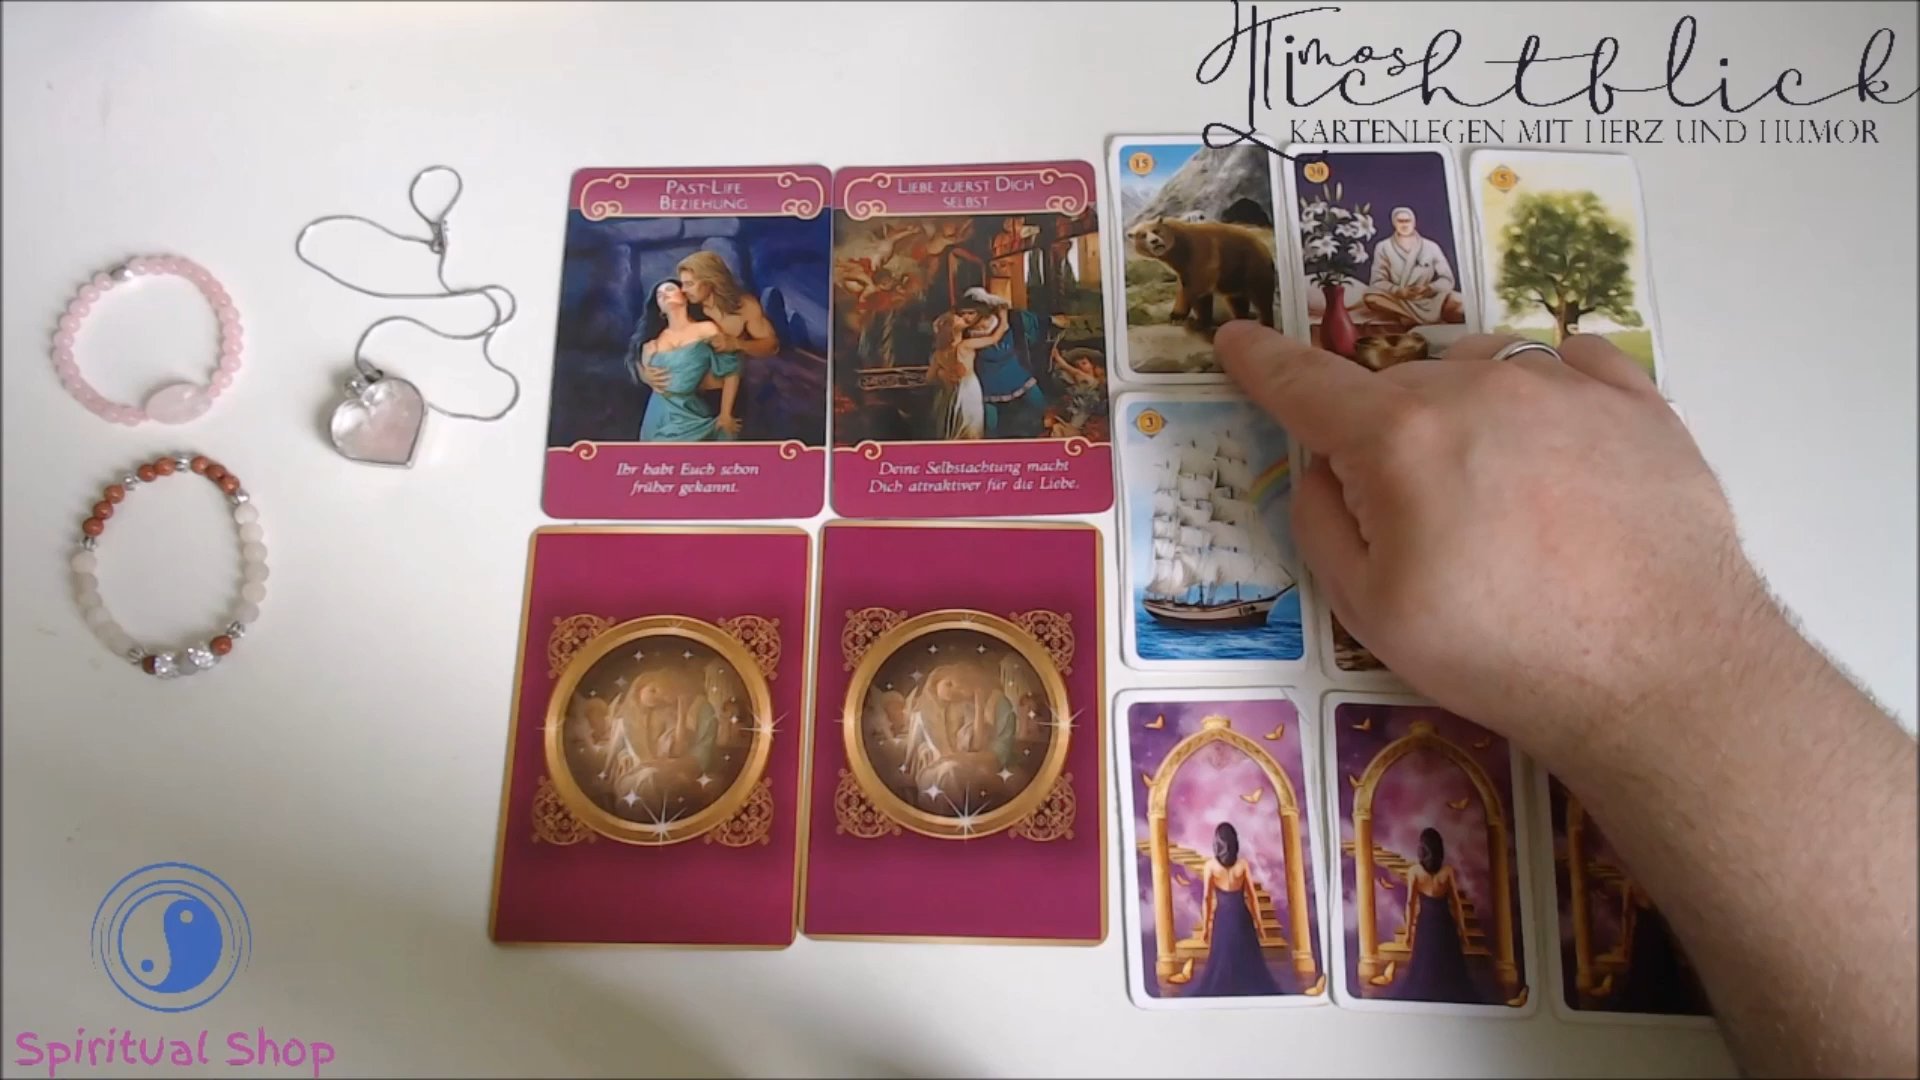 Timos
Lichtblick
KARTENLEGEN MIT HERZ UND HUMOR
PAST-LIFE
BEZIEHUNG
Ihr habt Euch schon
früher gekannt.
LIEBE ZUERST DICH
SELBST
Deine Selbstachtung macht
Dich attraktiver für die Liebe.
15
30
5
3
Spiritual Shop